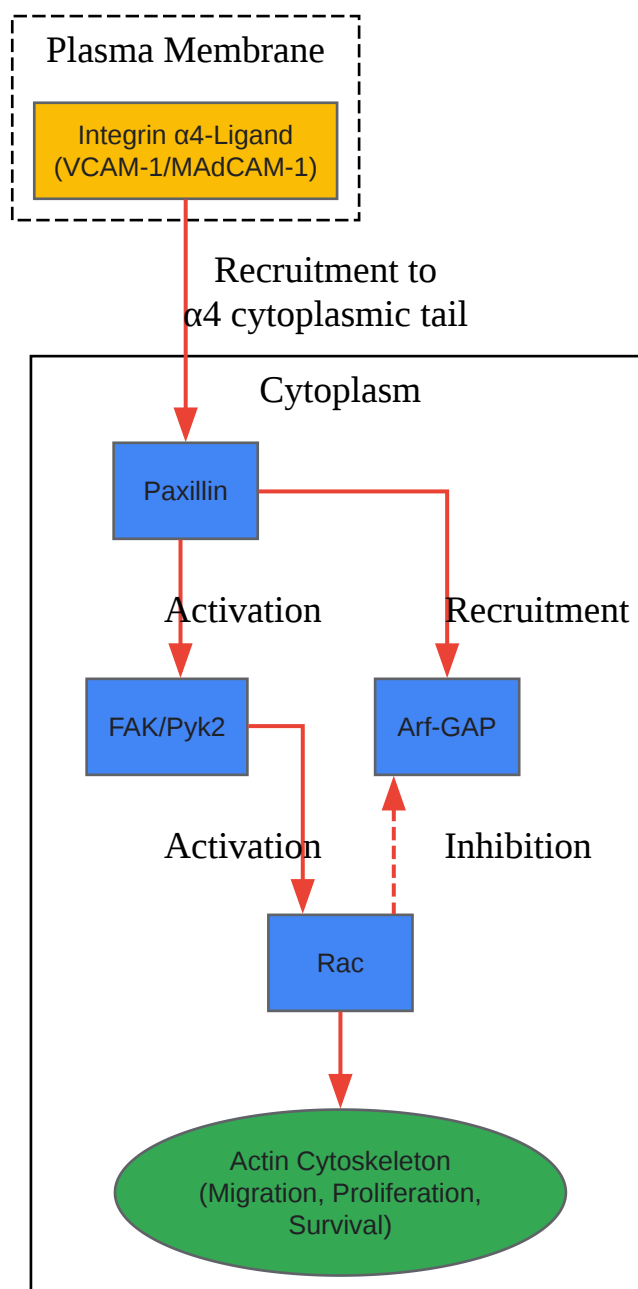 Plasma Membrane
Integrin α4-Ligand
(VCAM-1/MAdCAM-1)
Recruitment to
α4 cytoplasmic tail
Cytoplasm
Paxillin
Activation
Recruitment
FAK/Pyk2
Arf-GAP
Activation
Inhibition
Rac
Actin Cytoskeleton
(Migration, Proliferation,
Survival)